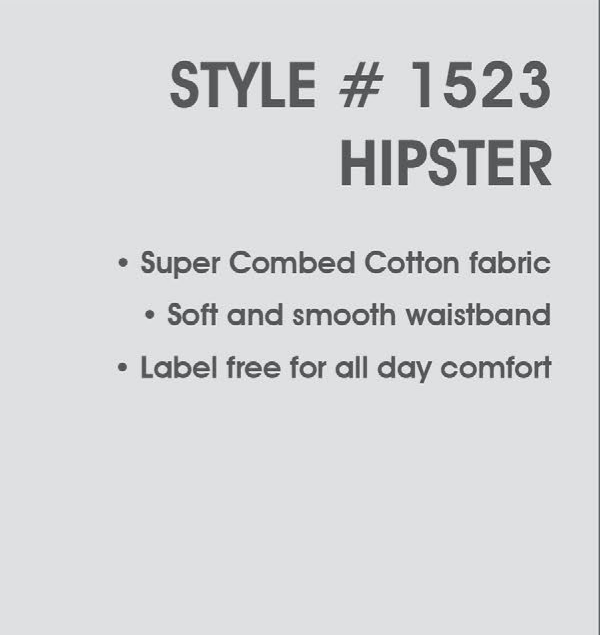 STYLE # 1523
HIPSTER
• Super Combed Cotton fabric
• Soft and smooth waistband
• Label free for all day comfort